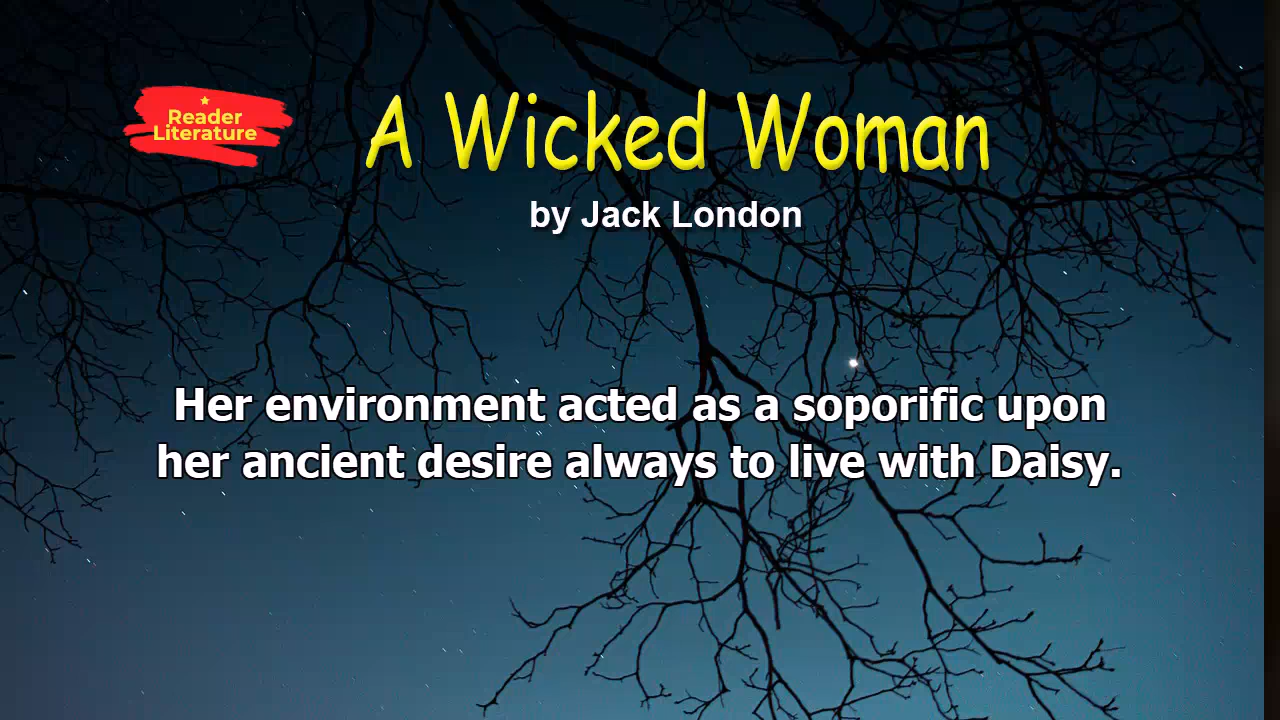 Reader
Literature
A Wicked Woman
by Jack London
Her environment acted as a soporific upon
her ancient desire always to live with Daisy.